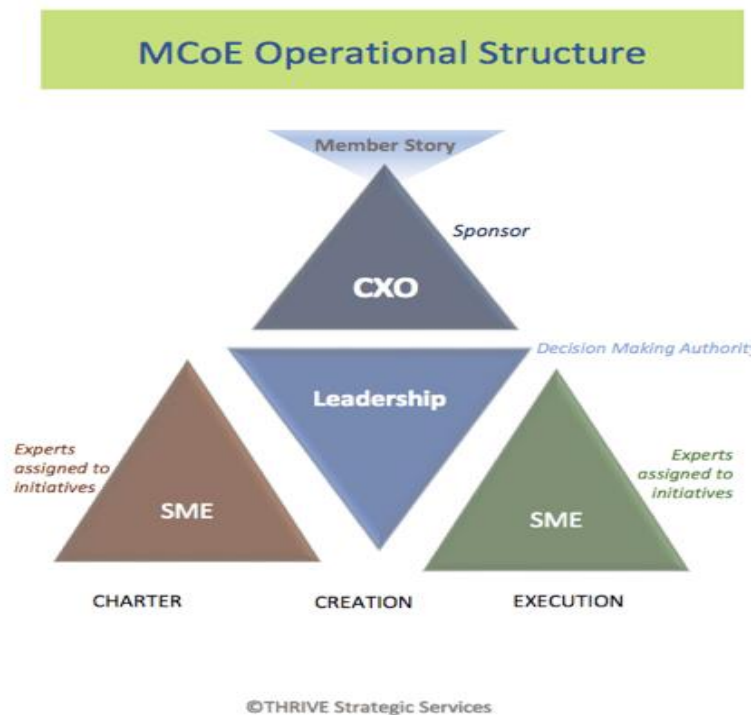 MCoE Operational Structure
Member Story
Sponsor
CXO
Decision Making Authority
Leadership
Experts
assigned to
initiatives
SME
Experts
assigned to
initiatives
SME
CHARTER
CREATION
EXECUTION
©THRIVE Strategic Services